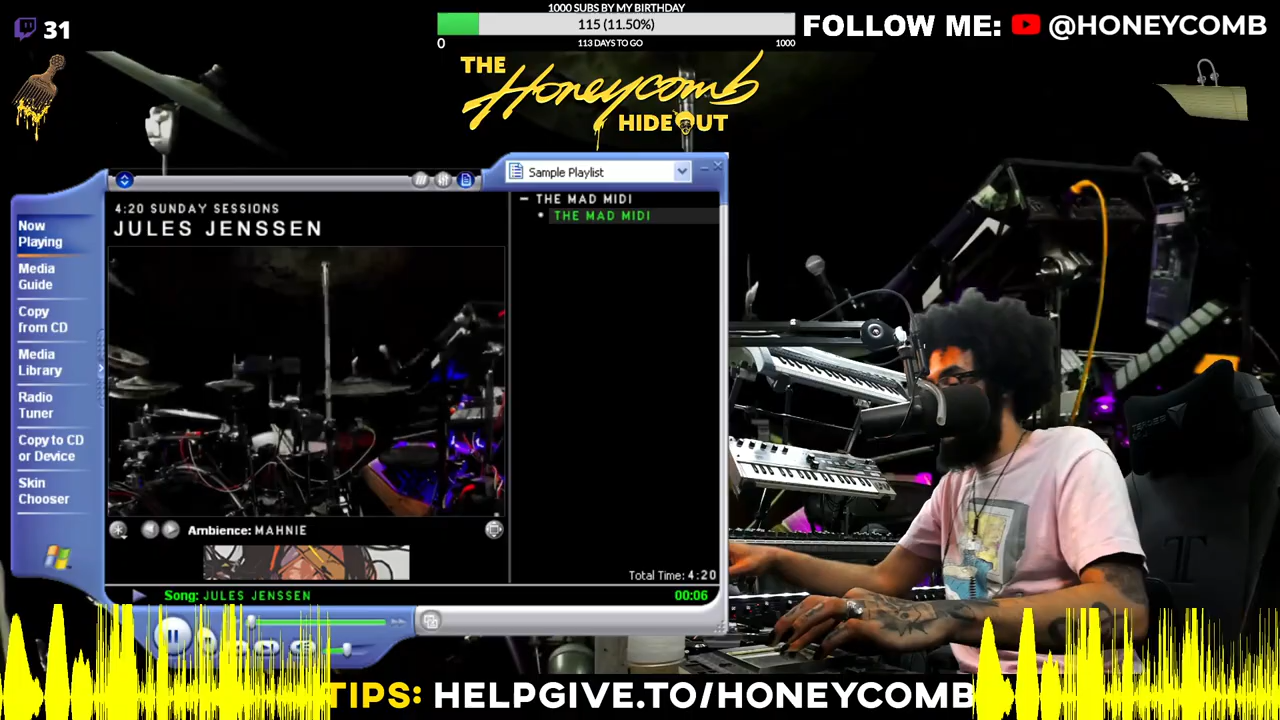 31
1000 SUBS BY MY BIRTHDAY
115 (11.50%)
0
113 DAYS TO GO
1000
FOLLOW ME: @HONEYCOMB
THE
Honeycomb
HIDEOUT
Sample Playlist
4:20 SUNDAY SESSIONS
JULES JENSSEN
THE MAD MIDI
THE MAD MIDI
Now
Playing
Media
Guide
Copy
from CD
Media
Library
Radio
Tuner
Copy to CD
or Device
Skin
Chooser
Ambience: MAHNIE
Total Time: 4:20
Song: JULES JENSSEN
00:06
TIPS: HELPGIVE.TO/HONEYCOMB